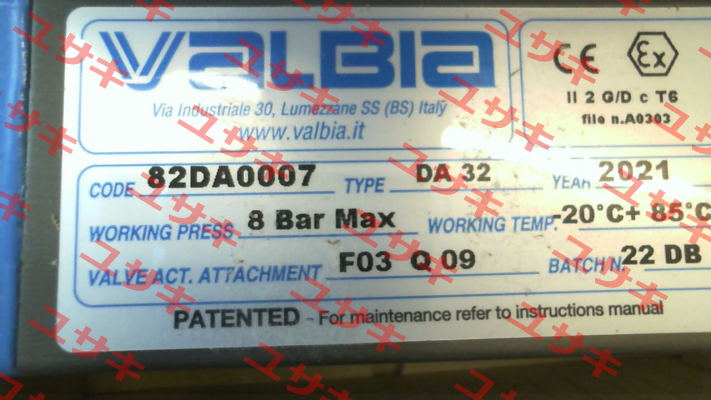 VALBIA
Via Industriale 30, Lumezzane SS (BS) Italy
www.valbia.it
CE Ex
II 2 G/D c T6
file n.A0303
CODE 82DA0007 TYPE DA 32 YEAR 2021
WORKING PRESS. 8 Bar Max WORKING TEMP. -20°C+ 85°C
VALVE ACT. ATTACHMENT F03 Q 09 BATCH N. 22 DB
PATENTED - For maintenance refer to instructions manual
ユサキ